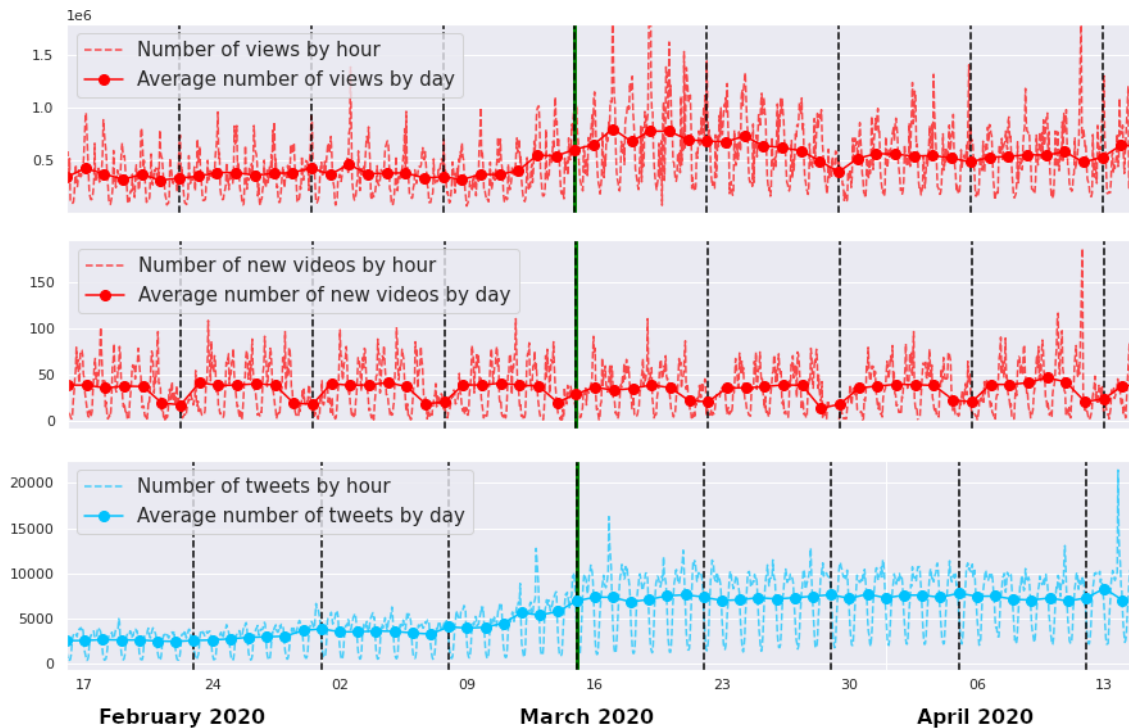 1e6
Number of views by hour
Average number of views by day
1.5
1.0
0.5
Number of new videos by hour
Average number of new videos by day
150
100
50
0
Number of tweets by hour
Average number of tweets by day
20000
15000
10000
5000
0
17 24 02 09 16 23 30 06 13
February 2020 March 2020 April 2020